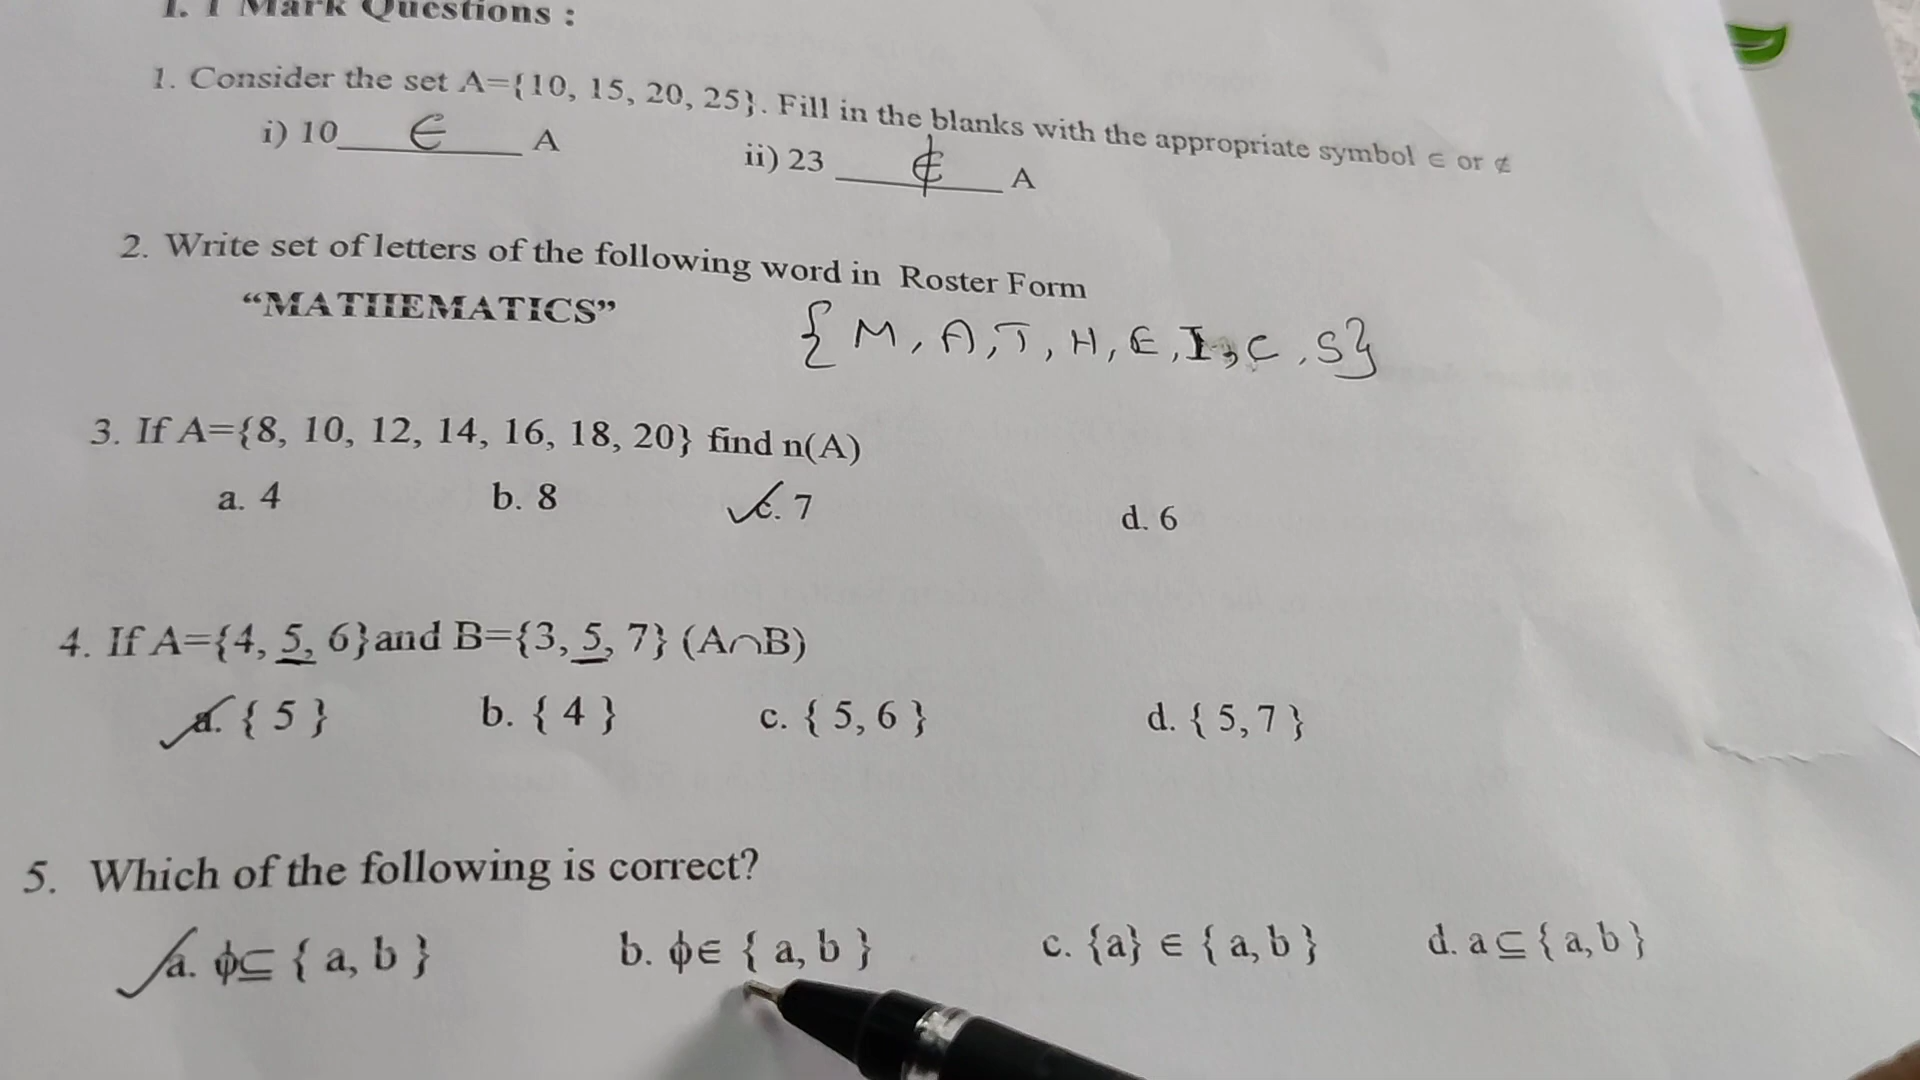 I. 1 Mark Questions :
1. Consider the set A={10, 15, 20, 25}. Fill in the blanks with the appropriate symbol ∈ or ∉
i) 10 ∈ A ii) 23 ∉ A
2. Write set of letters of the following word in Roster Form
“MATHEMATICS” { M, A, T, H, E, I, C, S}
3. If A={8, 10, 12, 14, 16, 18, 20} find n(A)
a. 4 b. 8 ✓c. 7 d. 6
4. If A={4, 5, 6}and B={3, 5, 7} (A∩B)
✓a. { 5 } b. { 4 } c. { 5, 6 } d. { 5, 7 }
5. Which of the following is correct?
✓a. ϕ⊆ { a, b } b. ϕ∈ { a, b } c. {a} ∈ { a, b } d. a ⊆ { a, b }